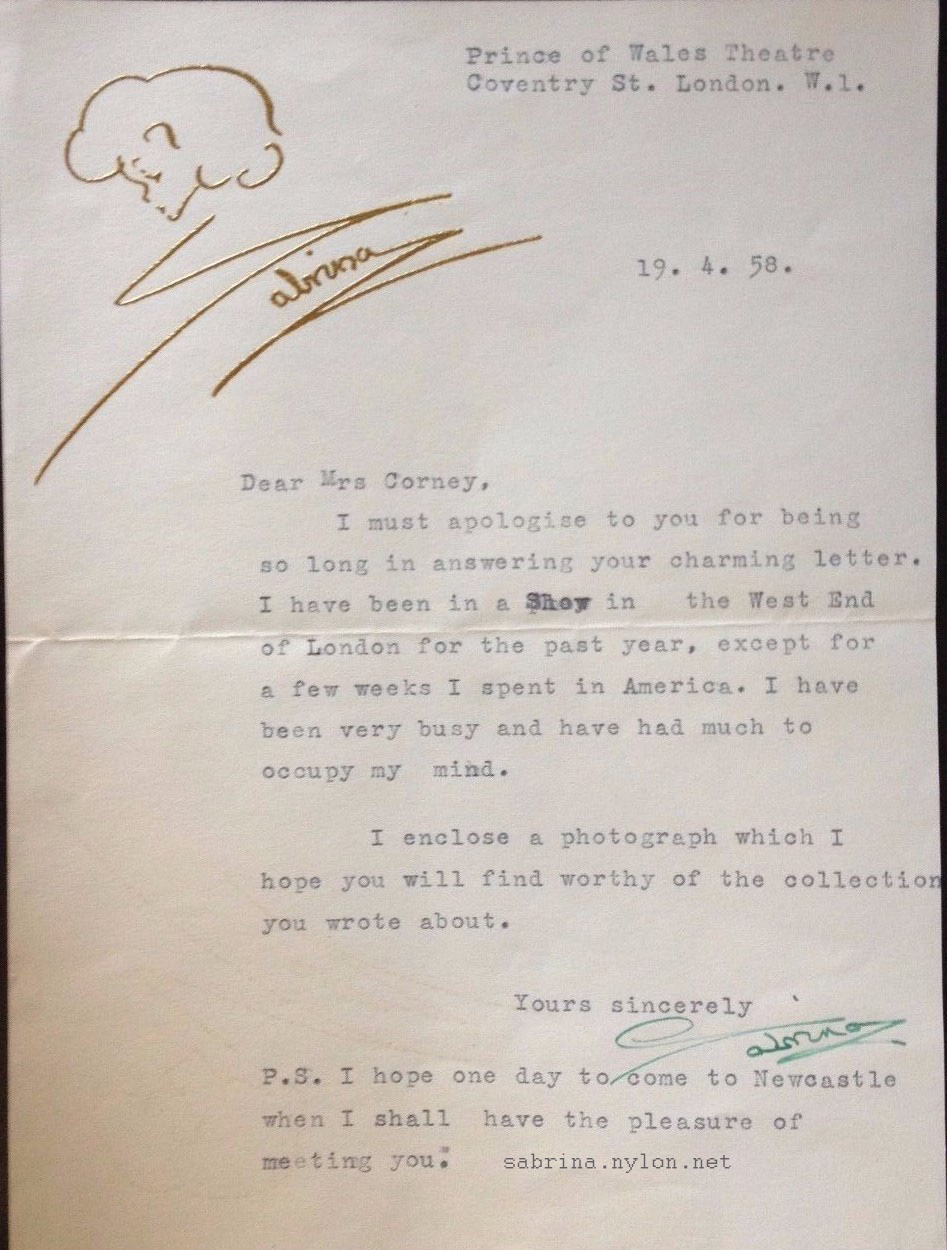 Prince of Wales Theatre
Coventry St. London. W.1.
Sabrina
19. 4. 58.
Dear Mrs Corney,
I must apologise to you for being
so long in answering your charming letter.
I have been in a Show in the West End
of London for the past year, except for
a few weeks I spent in America. I have
been very busy and have had much to
occupy my mind.
I enclose a photograph which I
hope you will find worthy of the collection
you wrote about.
Yours sincerely
Sabrina
P.S. I hope one day to come to Newcastle
when I shall have the pleasure of
meeting you.
sabrina.nylon.net